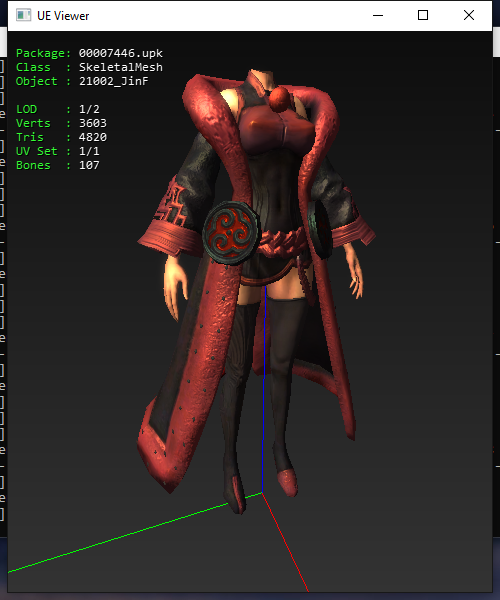 UE Viewer
Package: 00007446.upk
Class  : SkeletalMesh
Object : 21002_JinF
LOD    : 1/2
Verts  : 3603
Tris   : 4820
UV Set : 1/1
Bones  : 107